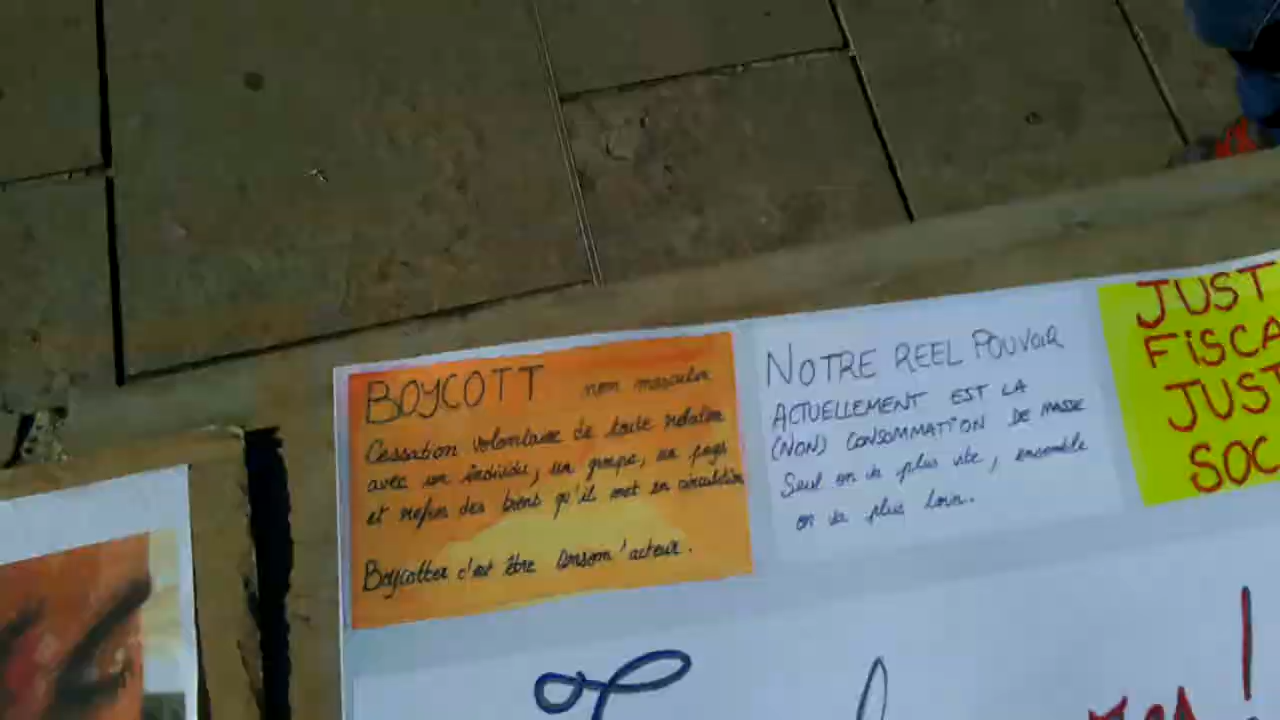 BOYCOTT nom masculin
Cessation volontaire de toute relation
avec un individu, un groupe, un pays
et refus des biens qu'il met en circulation
Boycotter c'est être consom'acteur.
NOTRE REEL POUVOIR
ACTUELLEMENT EST LA
(NON) CONSOMMATION DE MASSE
Seul on va plus vite, ensemble
on va plus loin.
JUST
FiSCA
JUST
SOC